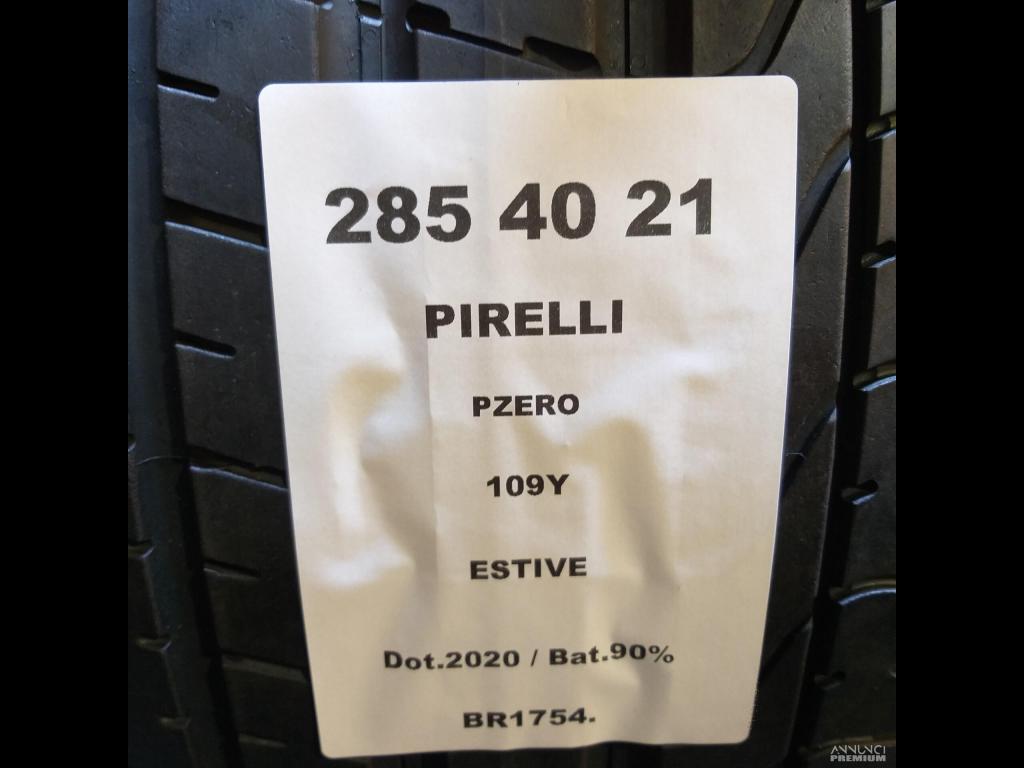 285 40 21
PIRELLI
PZERO
109Y
ESTIVE
Dot.2020 / Bat.90%
BR1754.
ANNUNCI
PREMIUM